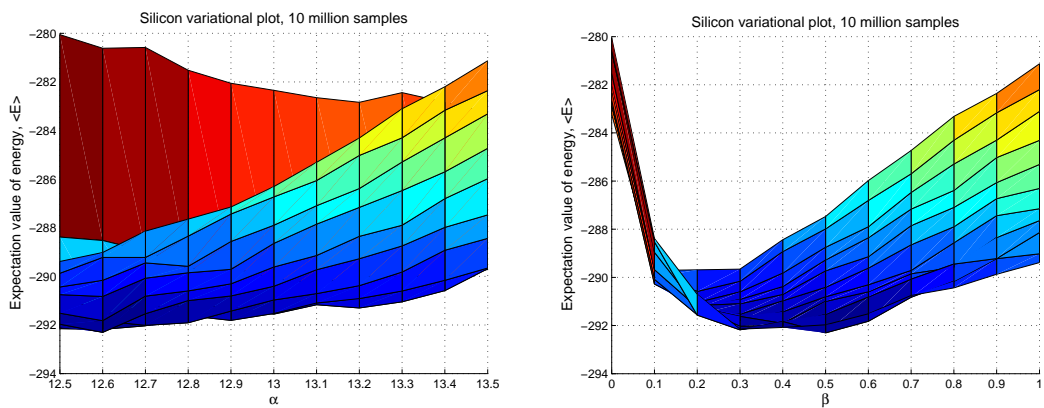 Silicon variational plot, 10 million samples
Expectation value of energy, <E>
−280
−282
−284
−286
−288
−290
−292
−294
12.5 12.6 12.7 12.8 12.9 13 13.1 13.2 13.3 13.4 13.5
α
Silicon variational plot, 10 million samples
Expectation value of energy, <E>
−280
−282
−284
−286
−288
−290
−292
−294
0 0.1 0.2 0.3 0.4 0.5 0.6 0.7 0.8 0.9 1
β